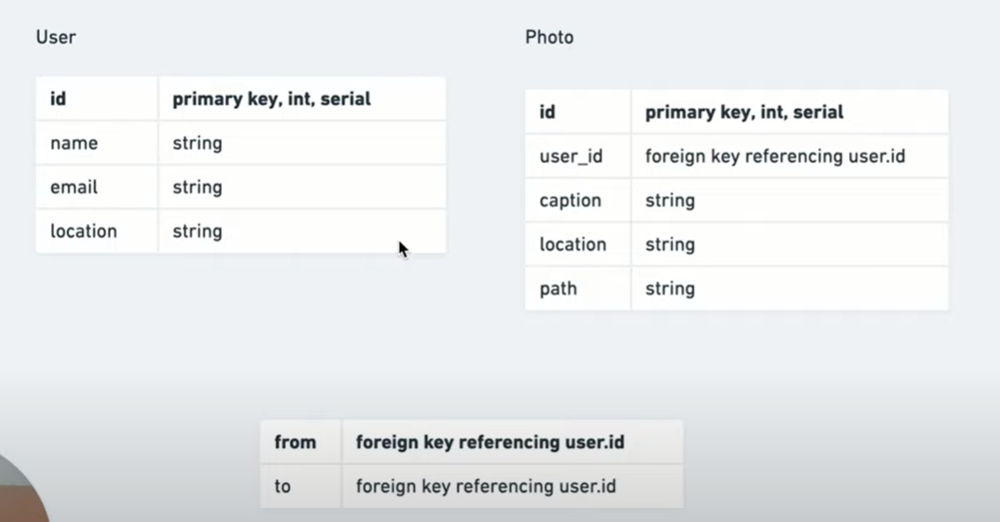 User
id primary key, int, serial
name string
email string
location string
Photo
id primary key, int, serial
user_id foreign key referencing user.id
caption string
location string
path string
from foreign key referencing user.id
to foreign key referencing user.id